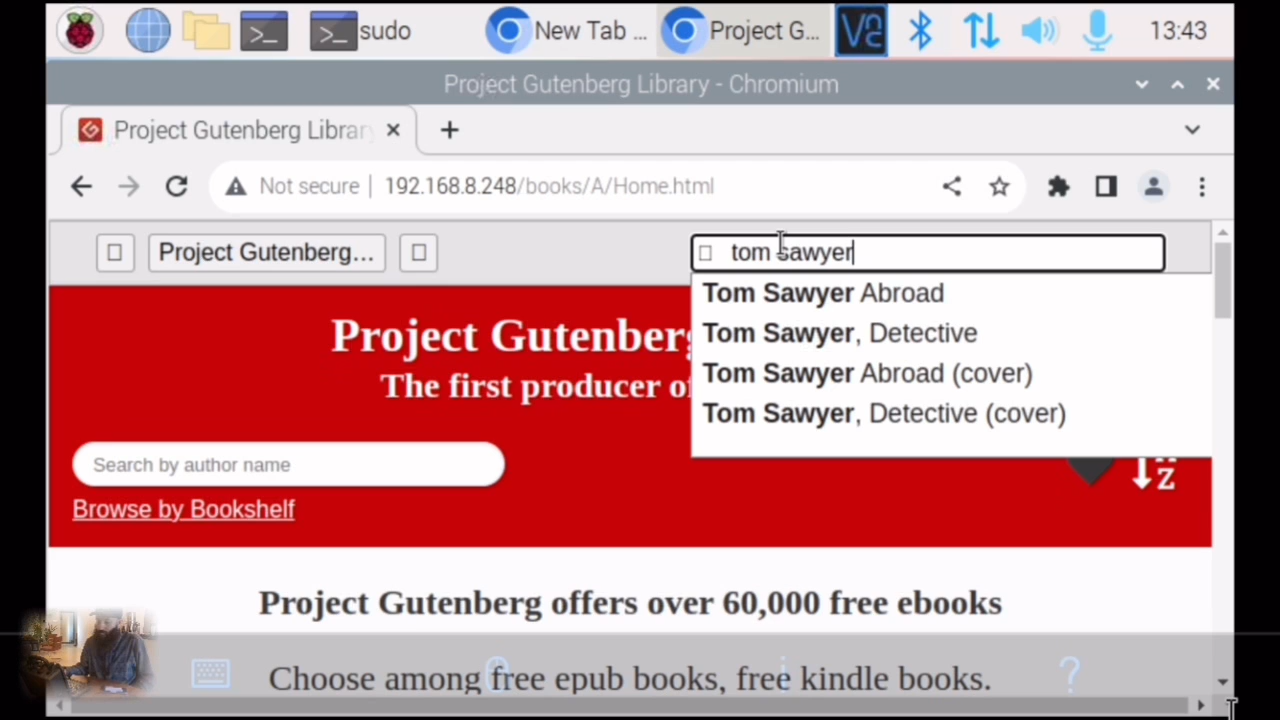 sudo
New Tab ...
Project G...
13:43
Project Gutenberg Library - Chromium
Project Gutenberg Library
Not secure
192.168.8.248/books/A/Home.html
Project Gutenberg...
tom sawyer
Tom Sawyer Abroad
Tom Sawyer, Detective
Tom Sawyer Abroad (cover)
Tom Sawyer, Detective (cover)
Project Gutenberg
The first producer of
Search by author name
Browse by Bookshelf
Project Gutenberg offers over 60,000 free ebooks
Choose among free epub books, free kindle books.